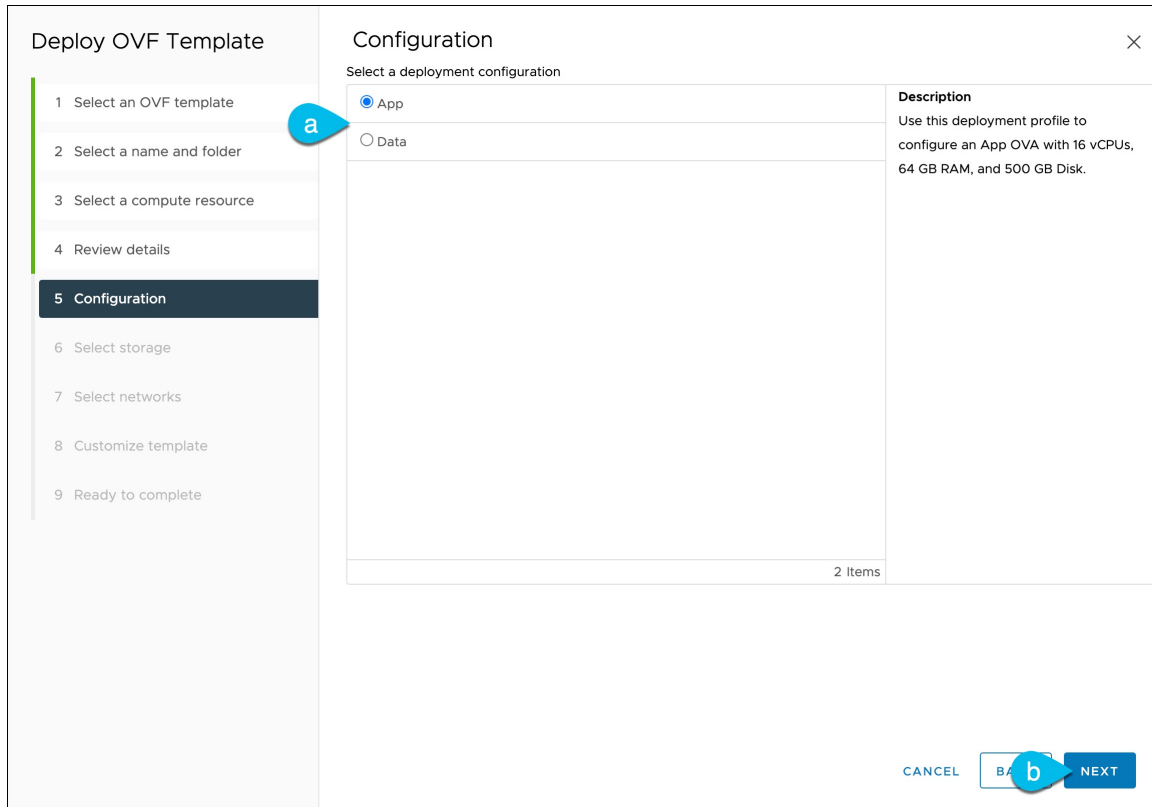 Deploy OVF Template
1 Select an OVF template
2 Select a name and folder
3 Select a compute resource
4 Review details
5 Configuration
6 Select storage
7 Select networks
8 Customize template
9 Ready to complete
Configuration
Select a deployment configuration
a
App
Data
2 Items
Description
Use this deployment profile to
configure an App OVA with 16 vCPUs,
64 GB RAM, and 500 GB Disk.
CANCEL
b
NEXT